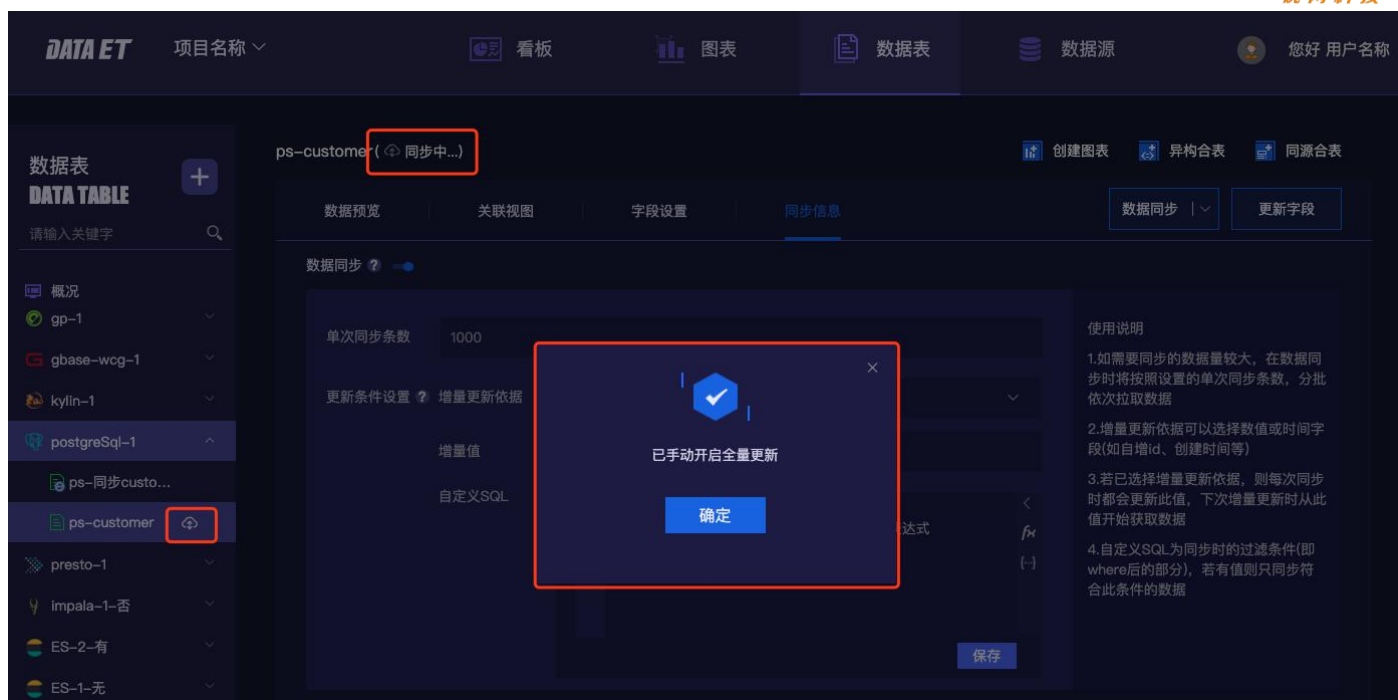 DATA ET 项目名称 看板 图表 数据表 数据源 您好 用户名称
ps-customer( 同步中...) 创建图表 异构合表 同源合表
数据表
DATA TABLE
请输入关键字
数据预览 关联视图 字段设置 同步信息 数据同步 更新字段
数据同步 ?
概况
gp-1
gbase-wcg-1
kylin-1
postgreSql-1
ps-同步custo...
ps-customer
presto-1
impala-1-否
ES-2-有
ES-1-无
单次同步条数 1000
更新条件设置 ? 增量更新依据
增量值
自定义SQL
达式
fx
保存
已手动开启全量更新
确定
使用说明
1.如需要同步的数据量较大，在数据同
步时将按照设置的单次同步条数，分批
依次拉取数据
2.增量更新依据可以选择数值或时间字
段(如自增id、创建时间等)
3.若已选择增量更新依据，则每次同步
时都会更新此值，下次增量更新时从此
值开始获取数据
4.自定义SQL为同步时的过滤条件(即
where后的部分)，若有值则只同步符
合此条件的数据